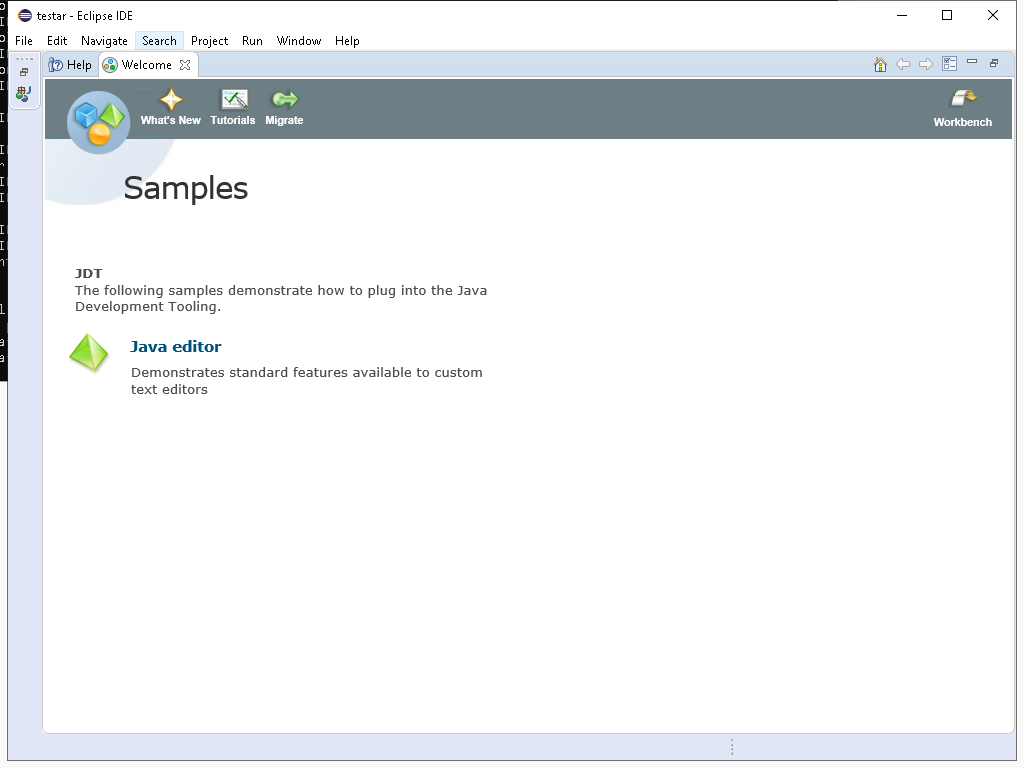 testar - Eclipse IDE
File Edit Navigate Search Project Run Window Help
Help Welcome
What's New Tutorials Migrate Workbench
Samples
JDT
The following samples demonstrate how to plug into the Java
Development Tooling.
Java editor
Demonstrates standard features available to custom
text editors